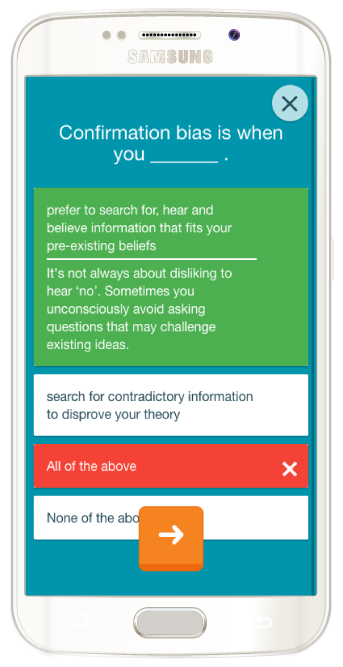 SAMSUNG
Confirmation bias is when
you _______ .
prefer to search for, hear and
believe information that fits your
pre-existing beliefs
It's not always about disliking to
hear ‘no’. Sometimes you
unconsciously avoid asking
questions that may challenge
existing ideas.
search for contradictory information
to disprove your theory
All of the above
None of the abo